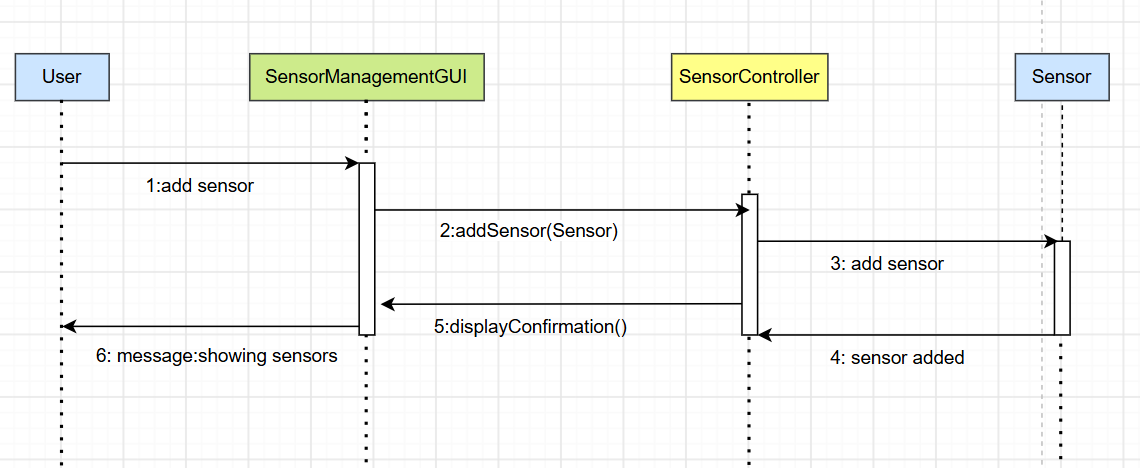 User
SensorManagementGUI
SensorController
Sensor
1:add sensor
2:addSensor(Sensor)
3: add sensor
5:displayConfirmation()
6: message:showing sensors
4: sensor added